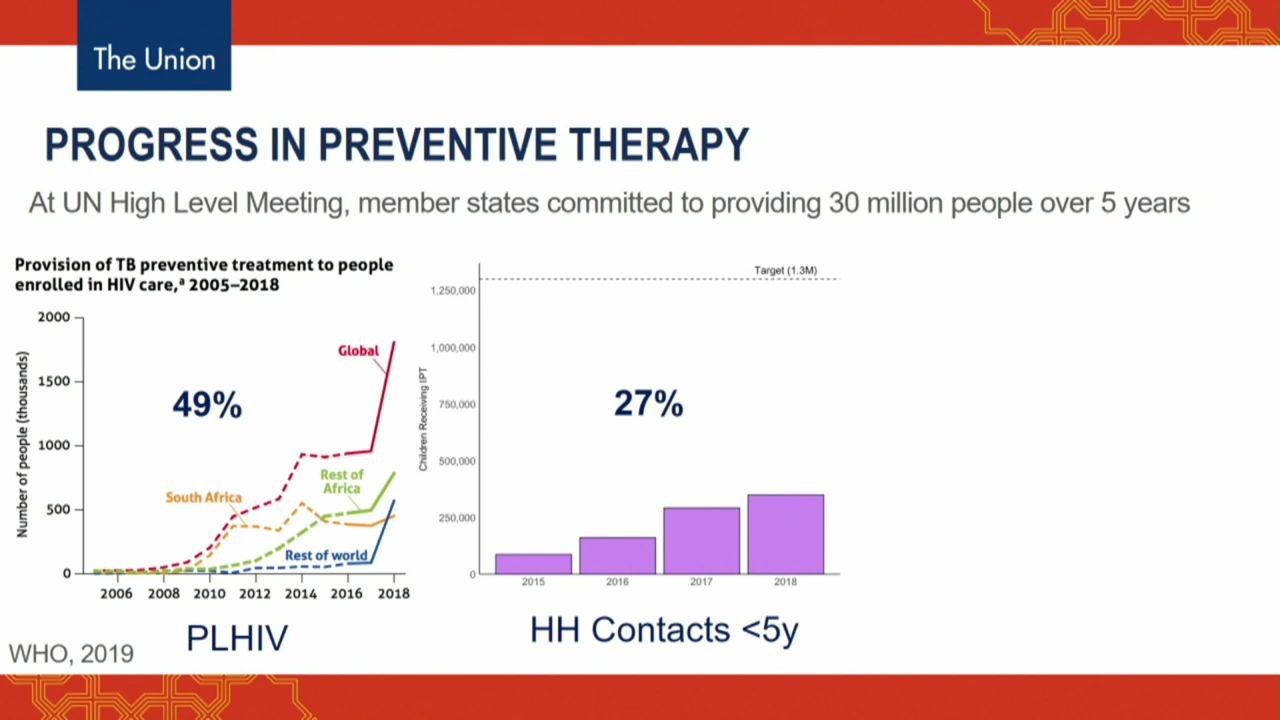 The Union
PROGRESS IN PREVENTIVE THERAPY
At UN High Level Meeting, member states committed to providing 30 million people over 5 years
Provision of TB preventive treatment to people
enrolled in HIV care,ᵃ 2005–2018
Number of people (thousands)
2000
1500
1000
500
0
49%
Global
South Africa
Rest of
Africa
Rest of world
2006 2008 2010 2012 2014 2016 2018
PLHIV
Children Receiving IPT
Target (1.3M)
1,250,000
1,000,000
750,000
500,000
250,000
0
27%
2015 2016 2017 2018
HH Contacts <5y
WHO, 2019